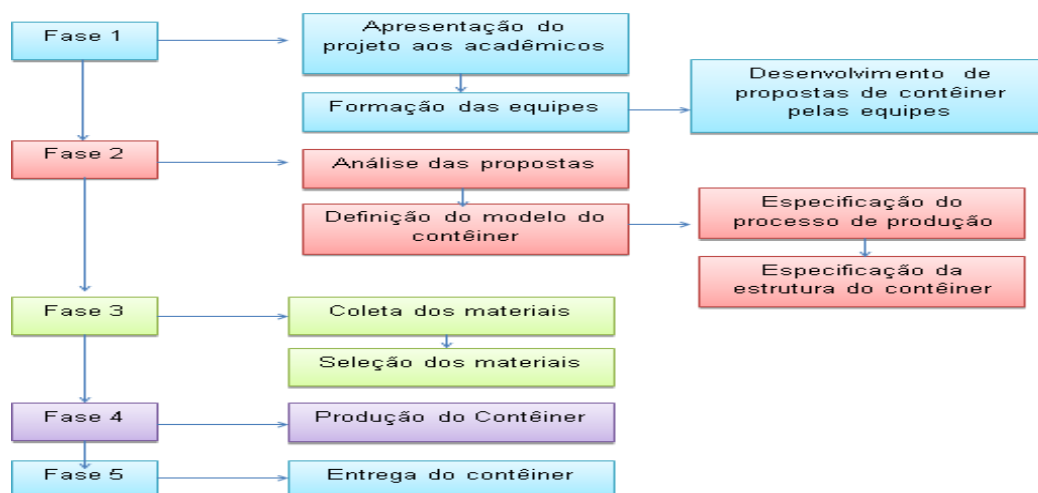 Fase 1
Apresentação do
projeto aos acadêmicos
Formação das equipes
Desenvolvimento de
propostas de contêiner
pelas equipes
Fase 2
Análise das propostas
Definição do modelo do
contêiner
Especificação do
processo de produção
Especificação da
estrutura do contêiner
Fase 3
Coleta dos materiais
Seleção dos materiais
Fase 4
Produção do Contêiner
Fase 5
Entrega do contêiner